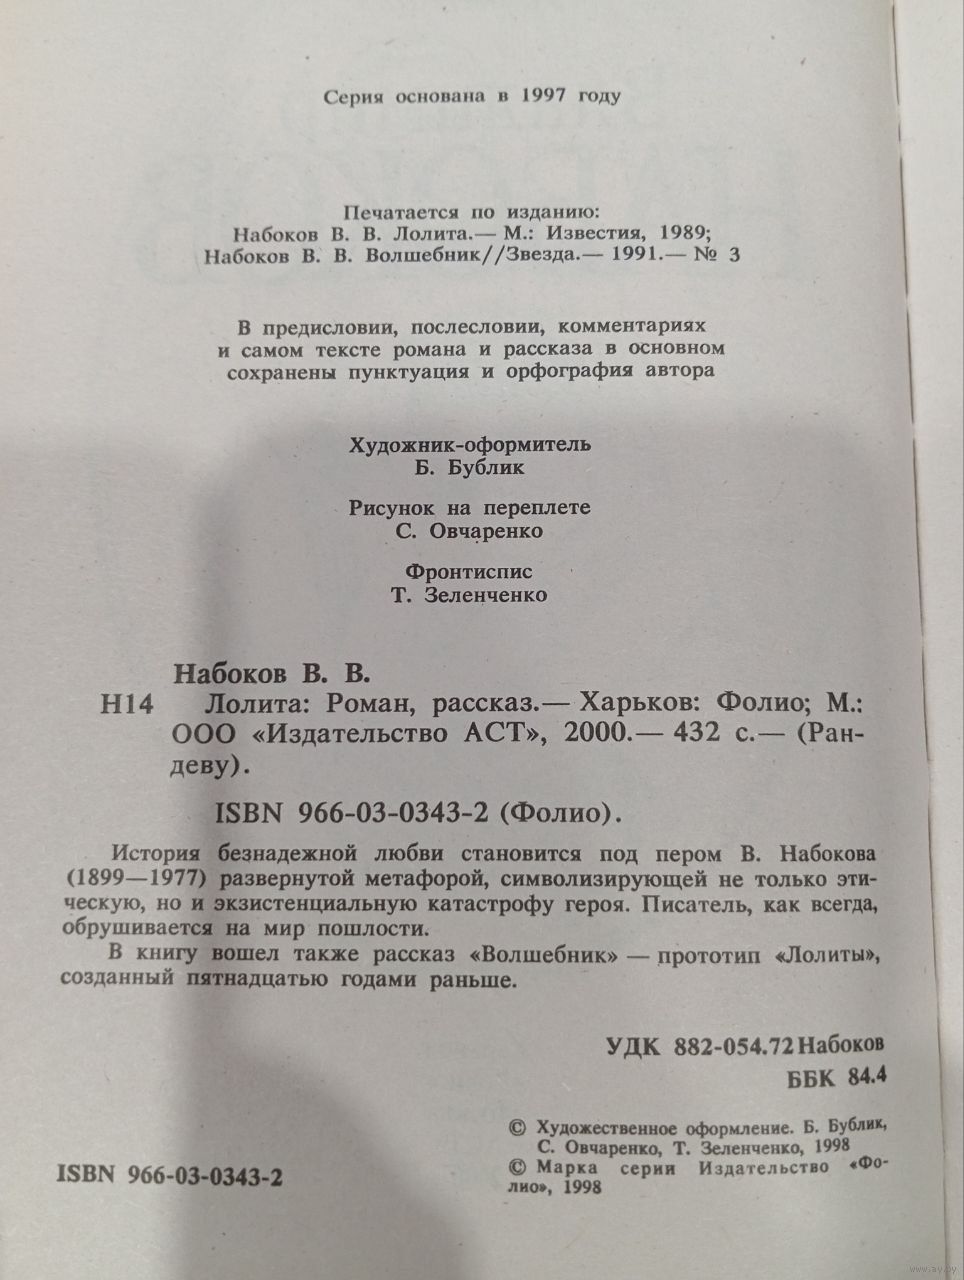 Серия основана в 1997 году
Печатается по изданию:
Набоков В. В. Лолита.— М.: Известия, 1989;
Набоков В. В. Волшебник//Звезда.— 1991.— № 3
В предисловии, послесловии, комментариях
и самом тексте романа и рассказа в основном
сохранены пунктуация и орфография автора
Художник-оформитель
Б. Бублик
Рисунок на переплете
С. Овчаренко
Фронтиспис
Т. Зеленченко
Набоков В. В.
Н14 Лолита: Роман, рассказ.— Харьков: Фолио; М.:
ООО «Издательство АСТ», 2000.— 432 с.— (Ран-
деву).
ISBN 966-03-0343-2 (Фолио).
История безнадежной любви становится под пером В. Набокова
(1899—1977) развернутой метафорой, символизирующей не только эти-
ческую, но и экзистенциальную катастрофу героя. Писатель, как всегда,
обрушивается на мир пошлости.
В книгу вошел также рассказ «Волшебник» — прототип «Лолиты»,
созданный пятнадцатью годами раньше.
УДК 882-054.72Набоков
ББК 84.4
© Художественное оформление. Б. Бублик,
С. Овчаренко, Т. Зеленченко, 1998
© Марка серии Издательство «Фо-
лио», 1998
ISBN 966-03-0343-2
www.ay.by